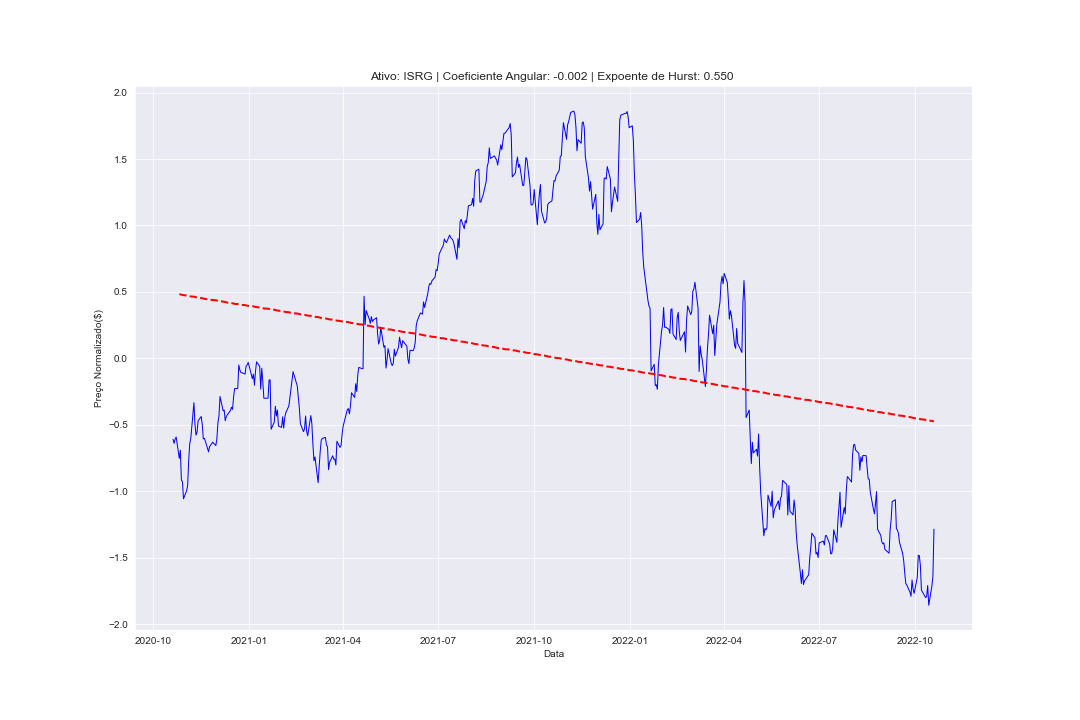 Ativo: ISRG | Coeficiente Angular: -0.002 | Expoente de Hurst: 0.550
2.0
1.5
1.0
0.5
0.0
−0.5
−1.0
−1.5
−2.0
Preço Normalizado($)
2020-10 2021-01 2021-04 2021-07 2021-10 2022-01 2022-04 2022-07 2022-10
Data